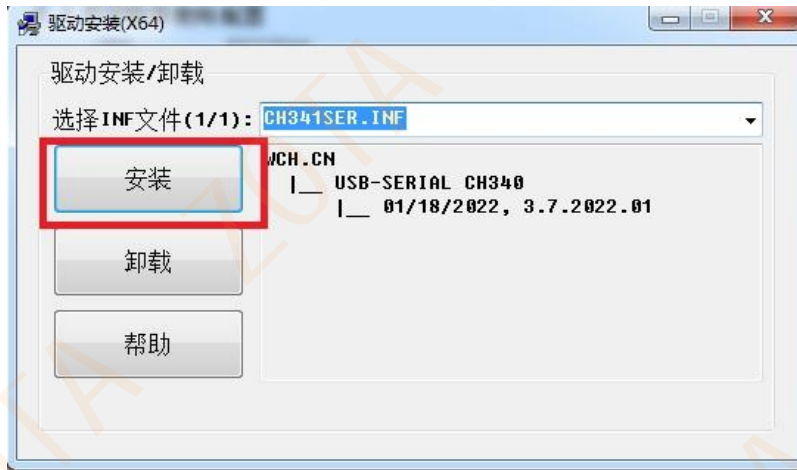 驱动安装(X64)
驱动安装/卸载
选择INF文件(1/1): CH341SER.INF
安装
WCH.CN
|__ USB-SERIAL CH340
|__ 01/18/2022, 3.7.2022.01
卸载
帮助
ZUTA